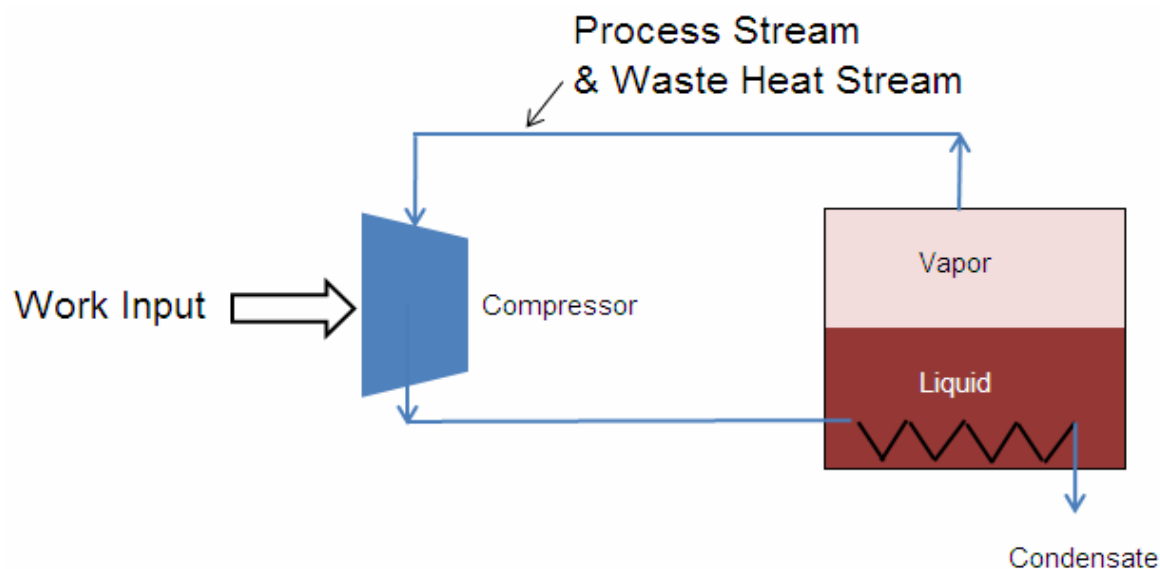 Process Stream
& Waste Heat Stream
Vapor
Work Input
Compressor
Liquid
Condensate